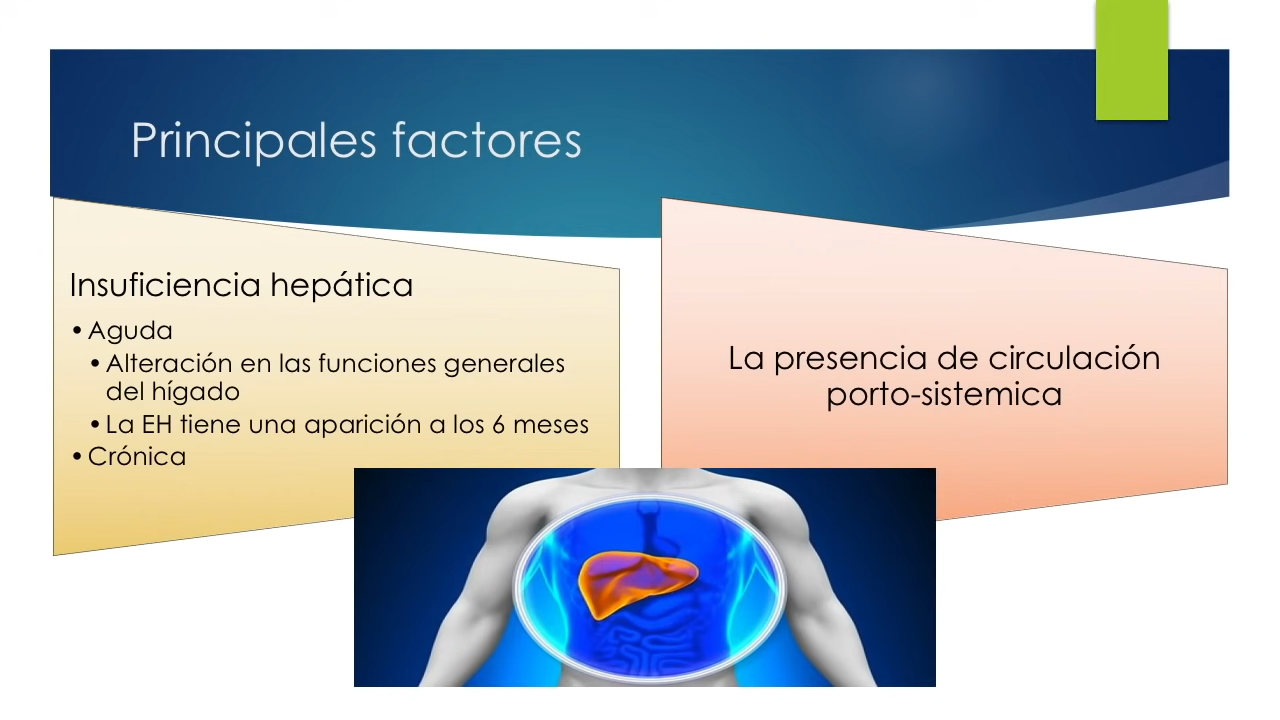 Principales factores
Insuficiencia hepática
• Aguda
• Alteración en las funciones generales
del hígado
• La EH tiene una aparición a los 6 meses
• Crónica
La presencia de circulación
porto-sistemica